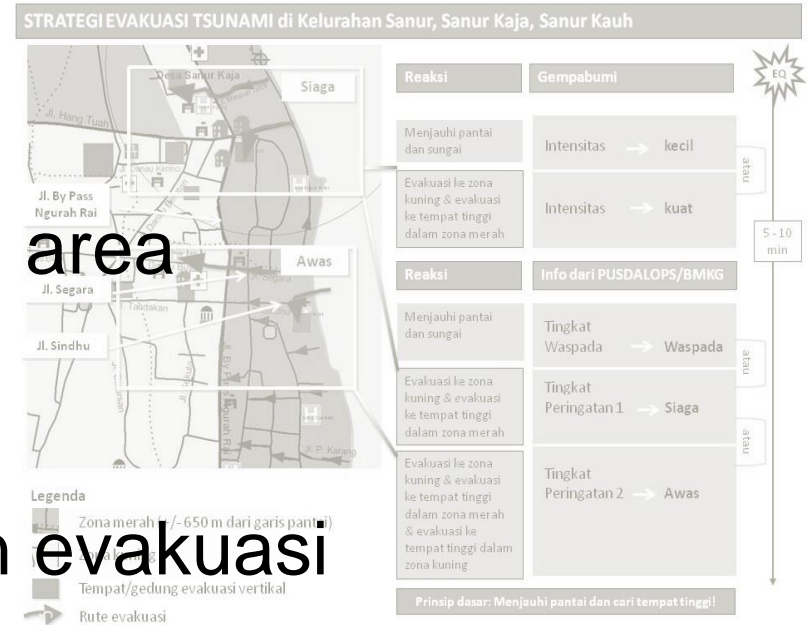 STRATEGI EVAKUASI TSUNAMI di Kelurahan Sanur, Sanur Kaja, Sanur Kauh
Desa Sanur Kaja
Siaga
Jl. Hang Tuah
Jl. By Pass
Ngurah Rai
area
Awas
Jl. Segara
Jl. Sindhu
Jl. P. Karang
Legenda
Zona merah (+/- 650 m dari garis pantai)
n evakuasi
Tempat/gedung evakuasi vertikal
Rute evakuasi
Reaksi
Gempabumi
Menjauhi pantai
dan sungai
Intensitas → kecil
Evakuasi ke zona
kuning & evakuasi
ke tempat tinggi
dalam zona merah
Intensitas → kuat
atau
Reaksi
Info dari PUSDALOPS/BMKG
Menjauhi pantai
dan sungai
Tingkat
Waspada → Waspada
atau
Evakuasi ke zona
kuning & evakuasi
ke tempat tinggi
dalam zona merah
Tingkat
Peringatan 1 → Siaga
atau
Evakuasi ke zona
kuning & evakuasi
ke tempat tinggi
dalam zona merah
& evakuasi ke
tempat tinggi dalam
zona kuning
Tingkat
Peringatan 2 → Awas
Prinsip dasar: Menjauhi pantai dan cari tempat tinggi!
EQ
5 - 10
min